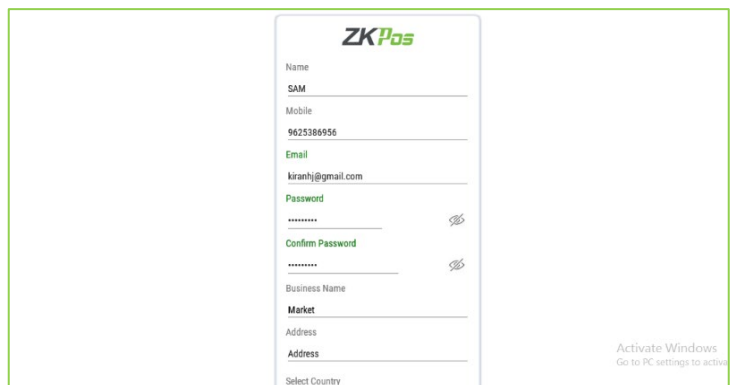 ZKPos
Name
SAM
Mobile
9625386956
Email
kiranhj@gmail.com
Password
•••••••••
Confirm Password
•••••••••
Business Name
Market
Address
Address
Select Country
Activate Windows
Go to PC settings to activa